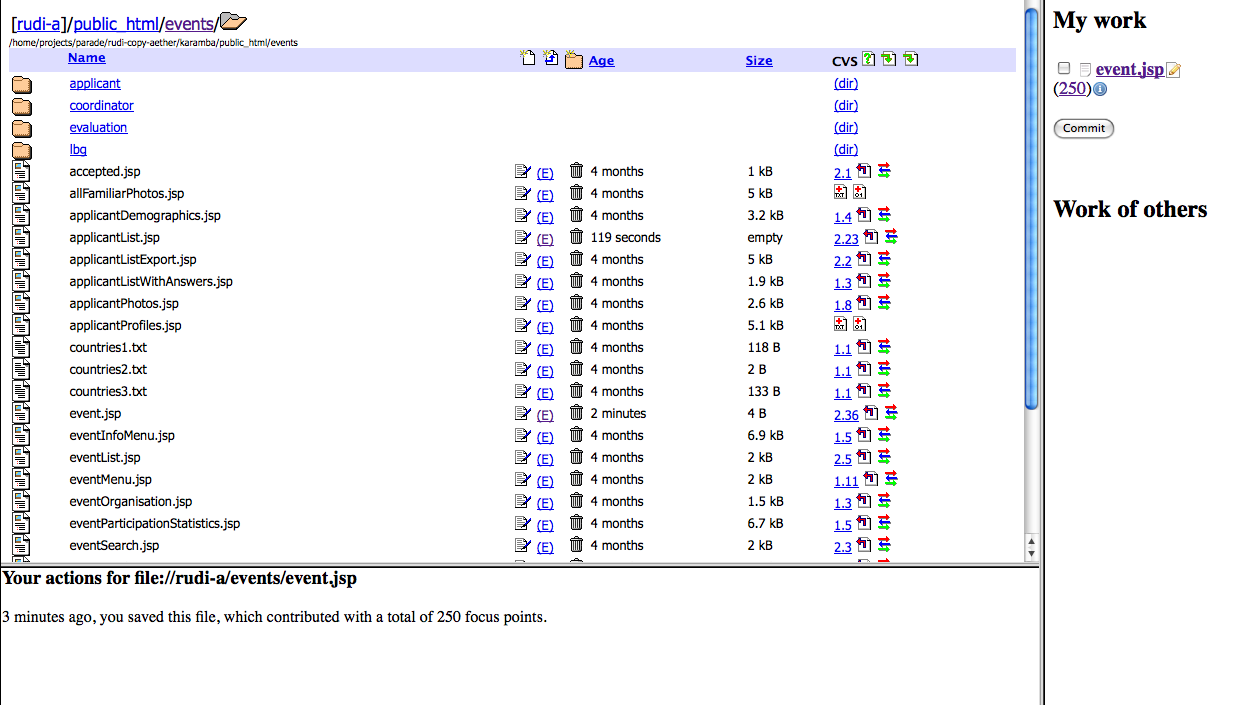 [rudi-a]/public_html/events/
/home/projects/parade/rudi-copy-aether/karamba/public_html/events
Name Age Size CVS
applicant (dir)
coordinator (dir)
evaluation (dir)
lbg (dir)
accepted.jsp (E) 4 months 1 kB 2.1
allFamiliarPhotos.jsp (E) 4 months 5 kB
applicantDemographics.jsp (E) 4 months 3.2 kB 1.4
applicantList.jsp (E) 119 seconds empty 2.23
applicantListExport.jsp (E) 4 months 5 kB 2.2
applicantListWithAnswers.jsp (E) 4 months 1.9 kB 1.3
applicantPhotos.jsp (E) 4 months 2.6 kB 1.8
applicantProfiles.jsp (E) 4 months 5.1 kB
countries1.txt (E) 4 months 118 B 1.1
countries2.txt (E) 4 months 2 B 1.1
countries3.txt (E) 4 months 133 B 1.1
event.jsp (E) 2 minutes 4 B 2.36
eventInfoMenu.jsp (E) 4 months 6.9 kB 1.5
eventList.jsp (E) 4 months 2 kB 2.5
eventMenu.jsp (E) 4 months 2 kB 1.11
eventOrganisation.jsp (E) 4 months 1.5 kB 1.3
eventParticipationStatistics.jsp (E) 4 months 6.7 kB 1.5
eventSearch.jsp (E) 4 months 2 kB 2.3
Your actions for file://rudi-a/events/event.jsp
3 minutes ago, you saved this file, which contributed with a total of 250 focus points.
My work
event.jsp
(250)
Commit
Work of others